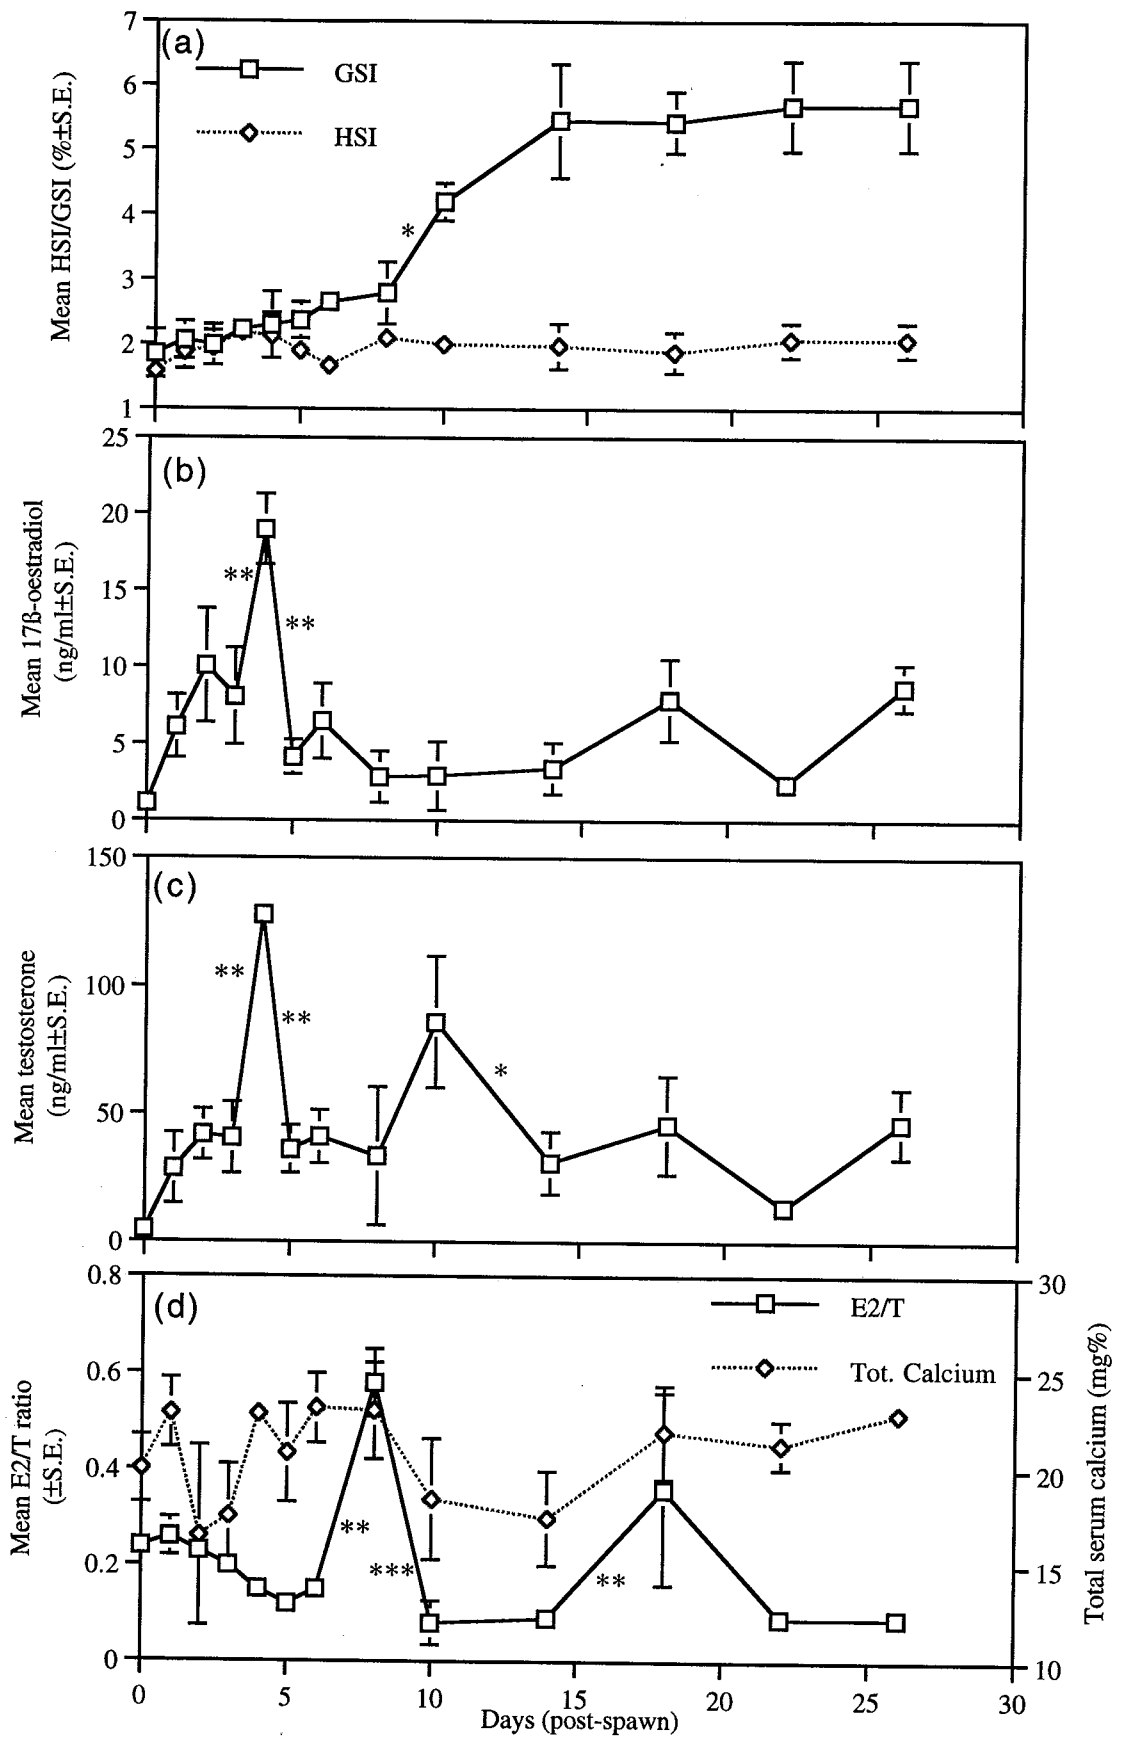 (a)
GSI
HSI
Mean HSI/GSI (%±S.E.)
7
6
5
4
3
2
1
*
(b)
Mean 17ß-oestradiol
(ng/ml±S.E.)
25
20
15
10
5
0
**
**
(c)
Mean testosterone
(ng/ml±S.E.)
150
100
50
0
**
**
*
(d)
E2/T
Tot. Calcium
Mean E2/T ratio
(±S.E.)
0.8
0.6
0.4
0.2
0
**
***
**
30
25
20
15
10
Total serum calcium (mg%)
0 5 10 15 20 25 30
Days (post-spawn)